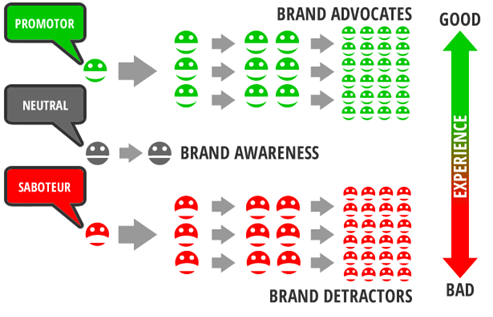 BRAND ADVOCATES
GOOD
PROMOTOR
NEUTRAL
BRAND AWARENESS
EXPERIENCE
SABOTEUR
BAD
BRAND DETRACTORS